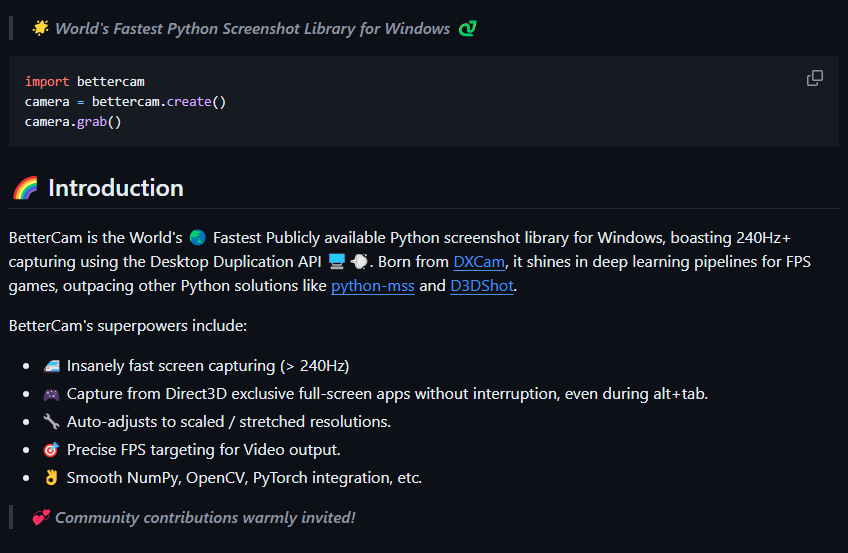 🌟 World's Fastest Python Screenshot Library for Windows 🐉
import bettercam
camera = bettercam.create()
camera.grab()
🌈 Introduction
BetterCam is the World's 🌏 Fastest Publicly available Python screenshot library for Windows, boasting 240Hz+
capturing using the Desktop Duplication API 🖥️💨. Born from DXCam, it shines in deep learning pipelines for FPS
games, outpacing other Python solutions like python-mss and D3DShot.
BetterCam's superpowers include:
• 🚅 Insanely fast screen capturing (> 240Hz)
• 🎮 Capture from Direct3D exclusive full-screen apps without interruption, even during alt+tab.
• 🔧 Auto-adjusts to scaled / stretched resolutions.
• 🎯 Precise FPS targeting for Video output.
• 👌 Smooth NumPy, OpenCV, PyTorch integration, etc.
💞 Community contributions warmly invited!